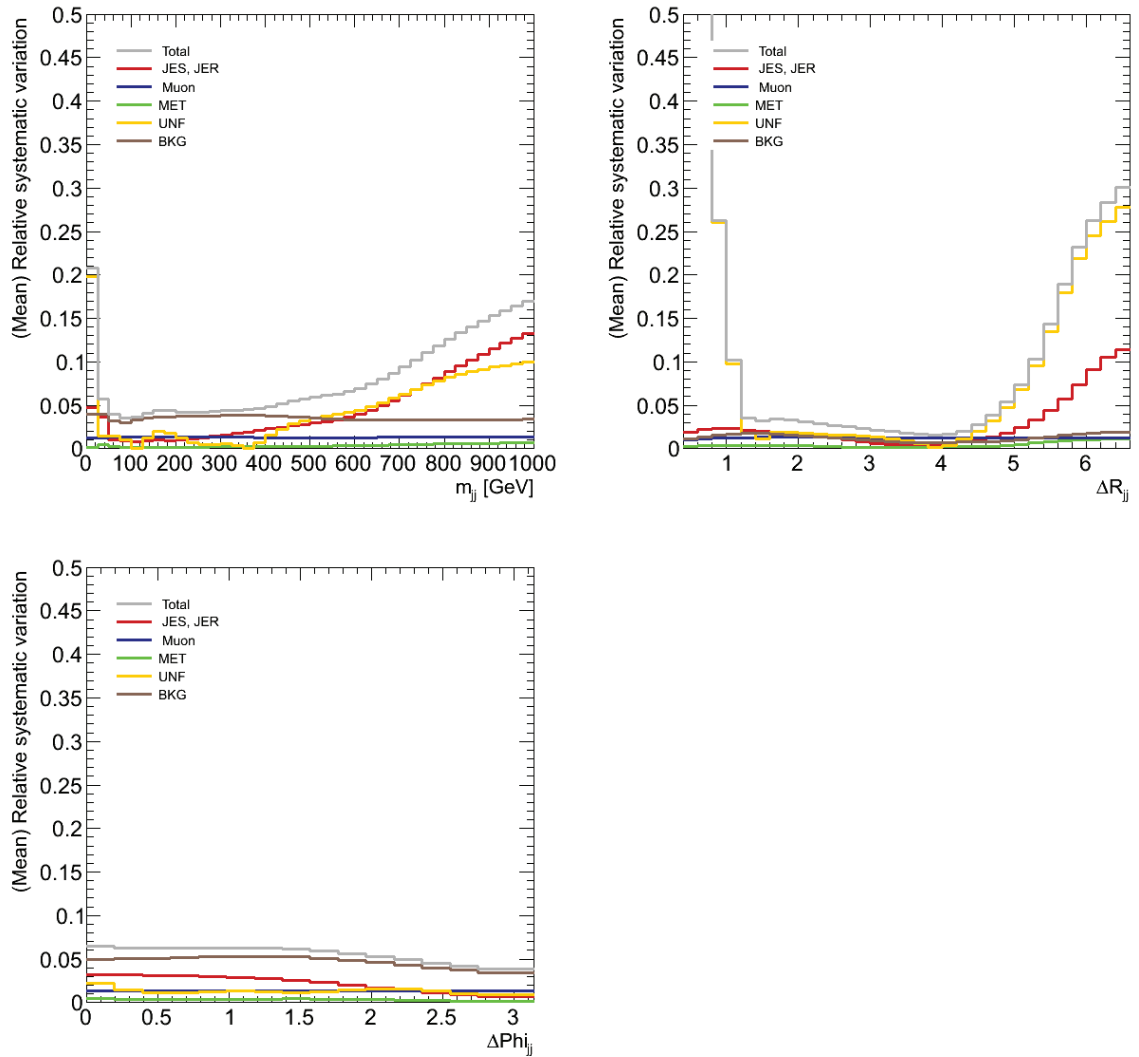 (Mean) Relative systematic variation
0.5
0.45
0.4
0.35
0.3
0.25
0.2
0.15
0.1
0.05
0
Total
JES, JER
Muon
MET
UNF
BKG
0 100 200 300 400 500 600 700 800 900 1000
m_jj [GeV]
(Mean) Relative systematic variation
0.5
0.45
0.4
0.35
0.3
0.25
0.2
0.15
0.1
0.05
0
Total
JES, JER
Muon
MET
UNF
BKG
1 2 3 4 5 6
ΔR_jj
(Mean) Relative systematic variation
0.5
0.45
0.4
0.35
0.3
0.25
0.2
0.15
0.1
0.05
0
Total
JES, JER
Muon
MET
UNF
BKG
0 0.5 1 1.5 2 2.5 3
ΔPhi_jj